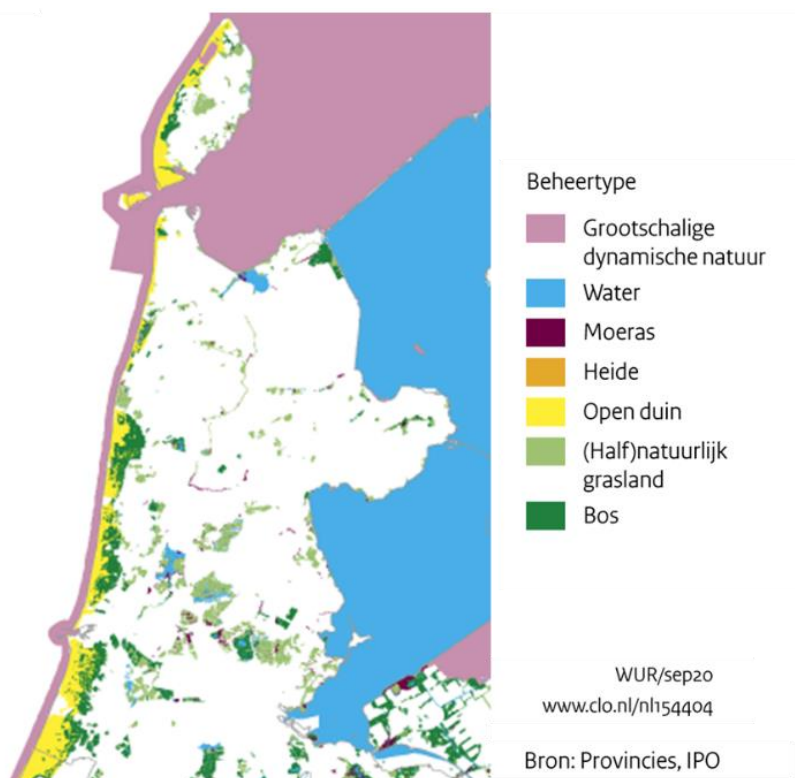 Beheertype
Grootschalige
dynamische natuur
Water
Moeras
Heide
Open duin
(Half)natuurlijk
grasland
Bos
WUR/sep20
www.clo.nl/nl154404
Bron: Provincies, IPO